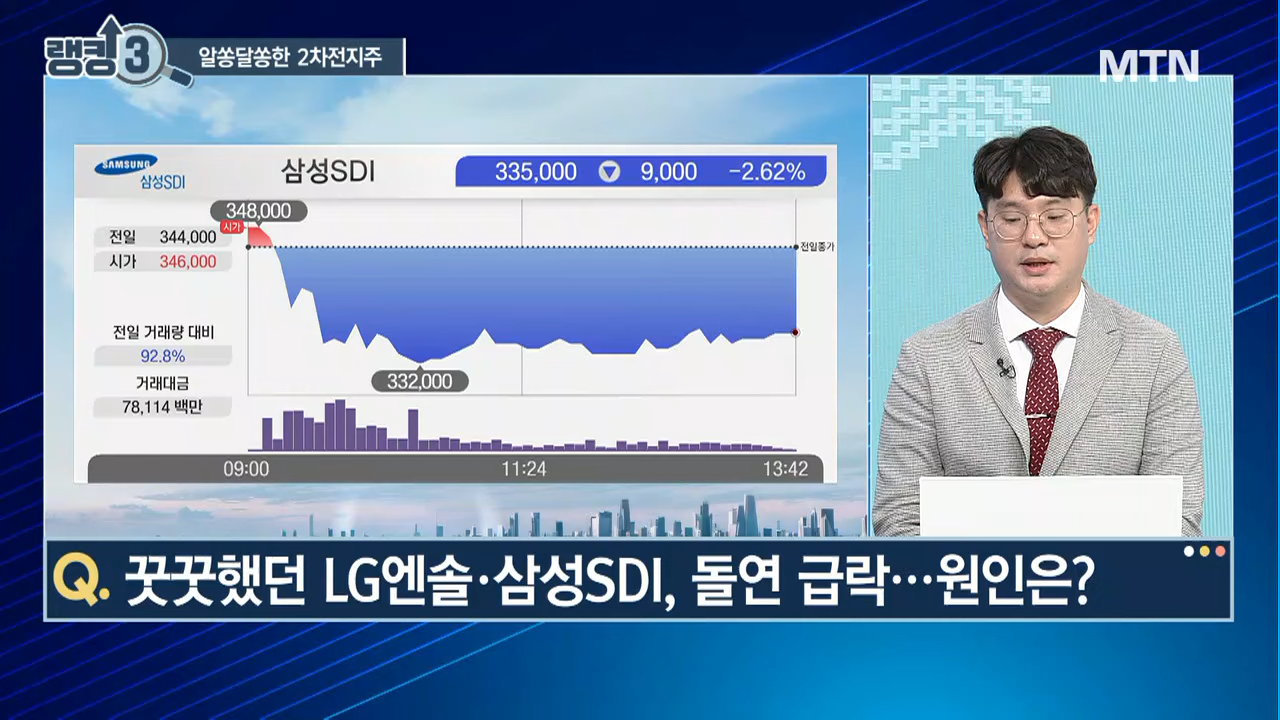 랭킹3
알쏭달쏭한 2차전지주
MTN
SAMSUNG
삼성SDI
삼성SDI
335,000 ▼ 9,000 -2.62%
348,000
시가
전일 344,000
시가 346,000
전일종가
전일 거래량 대비
92.8%
거래대금
78,114 백만
332,000
09:00 11:24 13:42
Q. 꿋꿋했던 LG엔솔·삼성SDI, 돌연 급락…원인은?